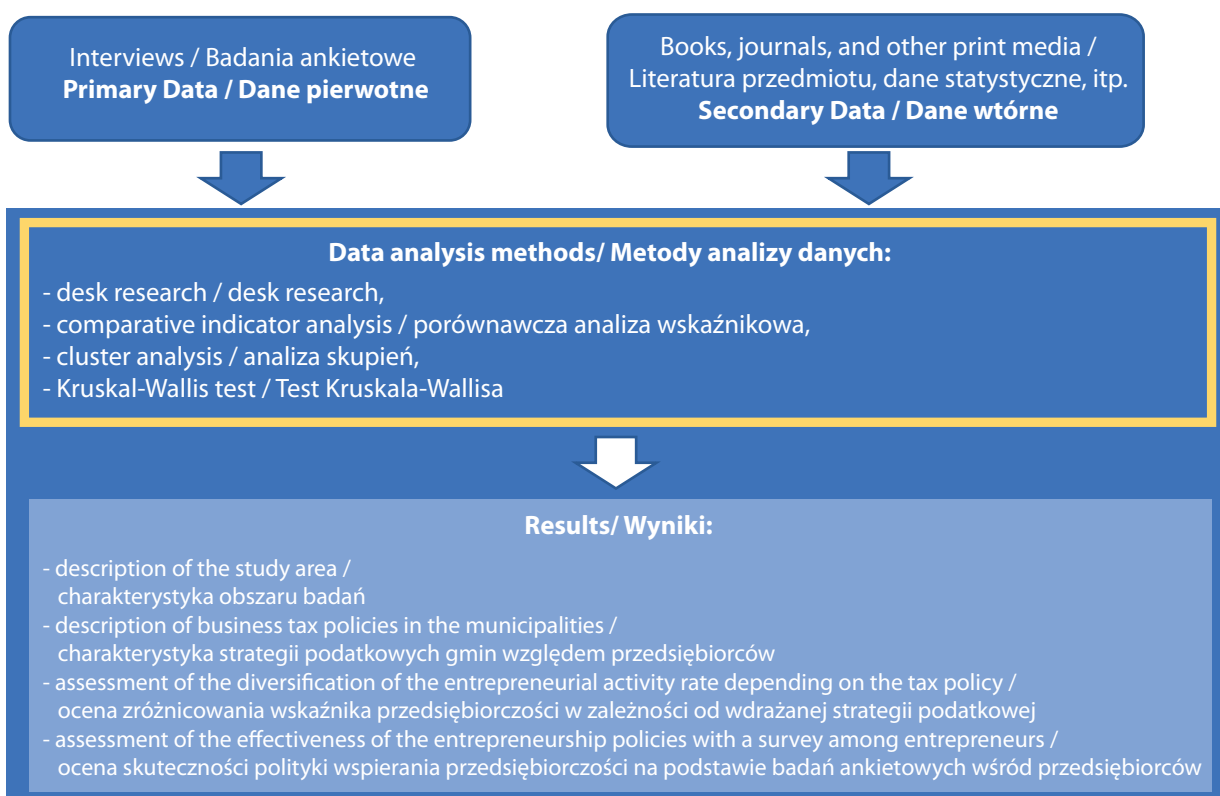 Interviews / Badania ankietowe
Primary Data / Dane pierwotne
Books, journals, and other print media /
Literatura przedmiotu, dane statystyczne, itp.
Secondary Data / Dane wtórne
Data analysis methods/ Metody analizy danych:
- desk research / desk research,
- comparative indicator analysis / porównawcza analiza wskaźnikowa,
- cluster analysis / analiza skupień,
- Kruskal-Wallis test / Test Kruskala-Wallisa
Results/ Wyniki:
- description of the study area /
charakterystyka obszaru badań
- description of business tax policies in the municipalities /
charakterystyka strategii podatkowych gmin względem przedsiębiorców
- assessment of the diversification of the entrepreneurial activity rate depending on the tax policy /
ocena zróżnicowania wskaźnika przedsiębiorczości w zależności od wdrażanej strategii podatkowej
- assessment of the effectiveness of the entrepreneurship policies with a survey among entrepreneurs /
ocena skuteczności polityki wspierania przedsiębiorczości na podstawie badań ankietowych wśród przedsiębiorców